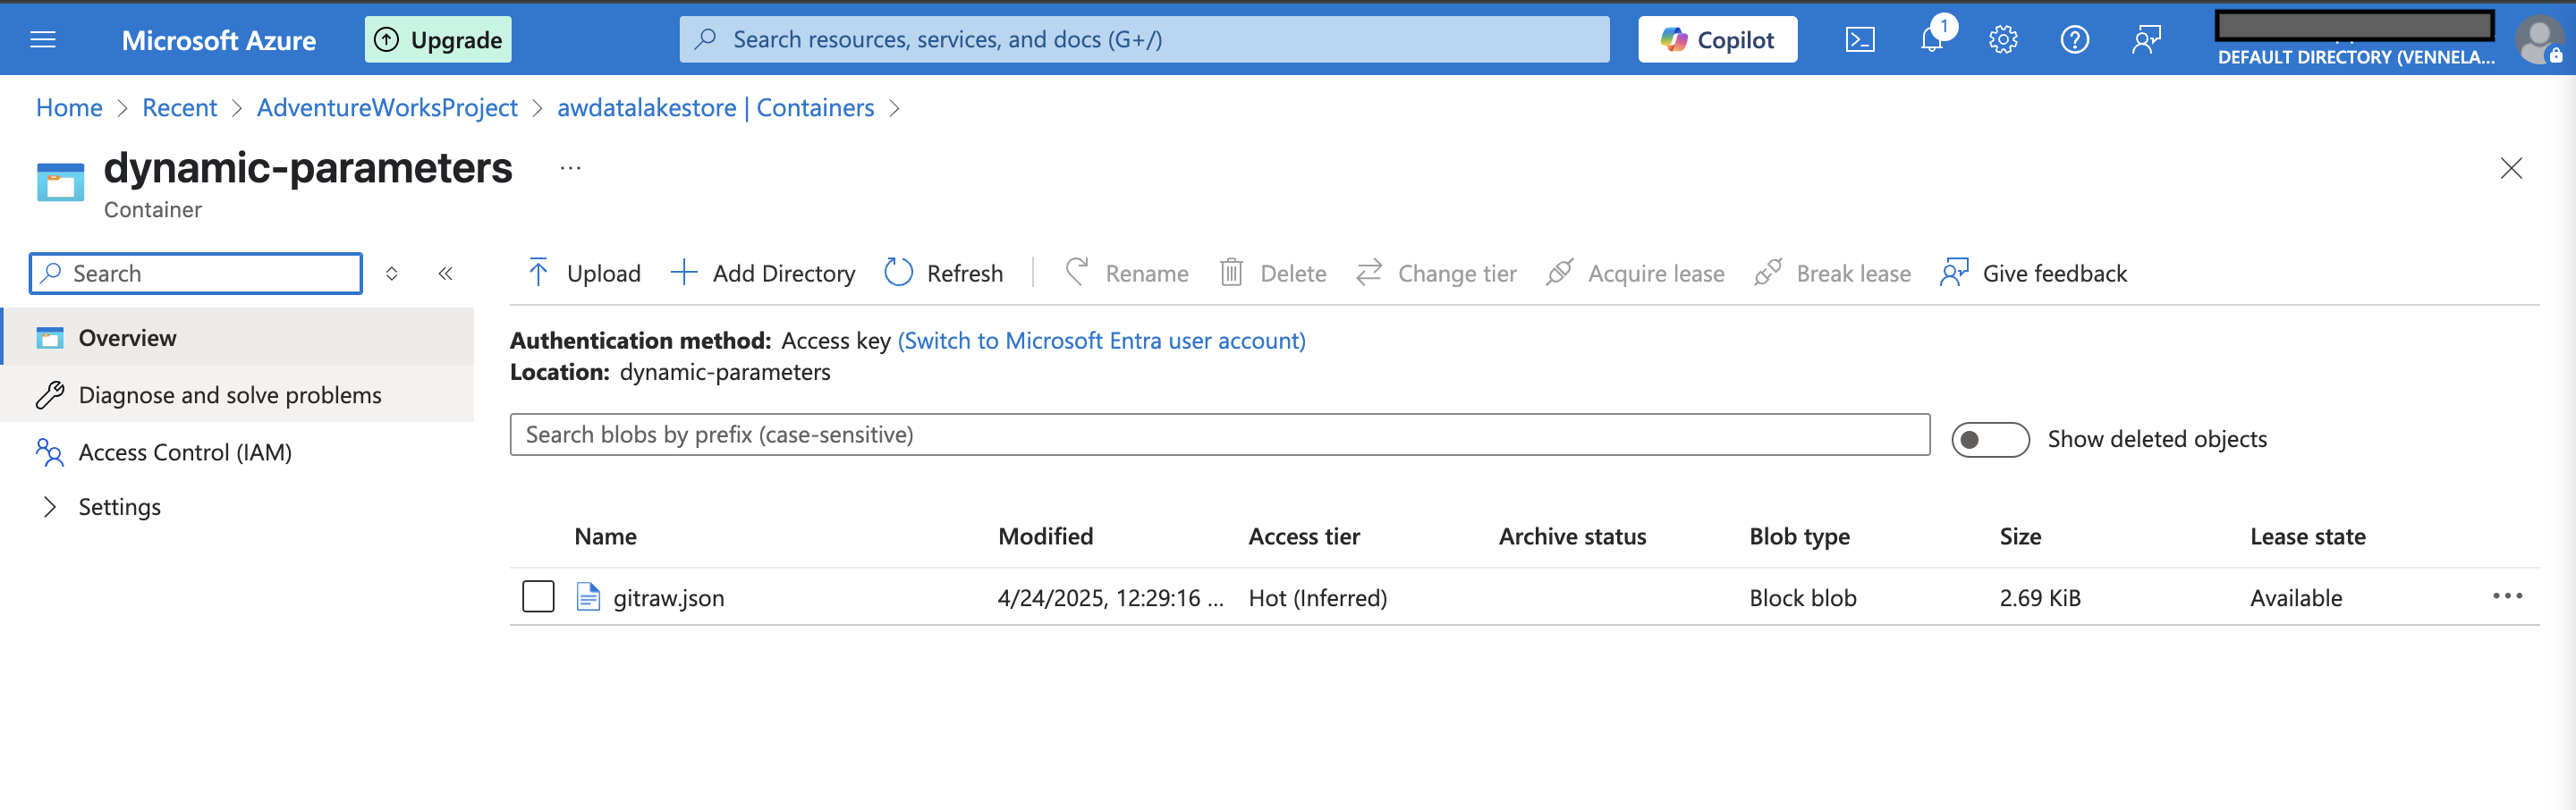 Microsoft Azure
Upgrade
Search resources, services, and docs (G+/)
Copilot
1
DEFAULT DIRECTORY (VENNELA...
Home > Recent > AdventureWorksProject > awdatalakestore | Containers >
dynamic-parameters ...
Container
Search
Overview
Diagnose and solve problems
Access Control (IAM)
Settings
Upload Add Directory Refresh Rename Delete Change tier Acquire lease Break lease Give feedback
Authentication method: Access key (Switch to Microsoft Entra user account)
Location: dynamic-parameters
Search blobs by prefix (case-sensitive)
Show deleted objects
Name Modified Access tier Archive status Blob type Size Lease state
gitraw.json 4/24/2025, 12:29:16 ... Hot (Inferred) Block blob 2.69 KiB Available ...